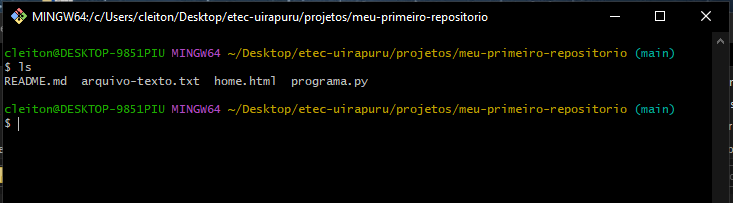 MINGW64:/c/Users/cleiton/Desktop/etec-uirapuru/projetos/meu-primeiro-repositorio
cleiton@DESKTOP-9851PIU MINGW64 ~/Desktop/etec-uirapuru/projetos/meu-primeiro-repositorio (main)
$ ls
README.md  arquivo-texto.txt  home.html  programa.py
cleiton@DESKTOP-9851PIU MINGW64 ~/Desktop/etec-uirapuru/projetos/meu-primeiro-repositorio (main)
$